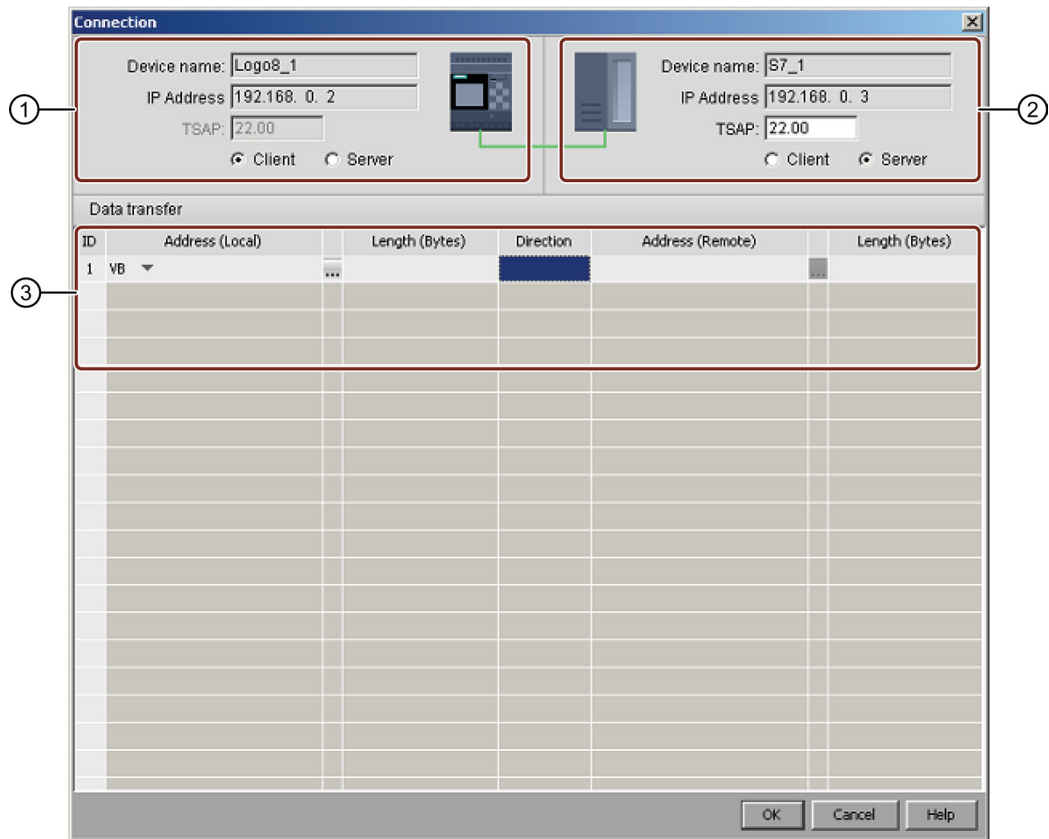 Connection
Device name: Logo8_1
IP Address 192.168. 0. 2
TSAP: 22.00
Client Server
Device name: S7_1
IP Address 192.168. 0. 3
TSAP: 22.00
Client Server
1
2
Data transfer
ID Address (Local) Length (Bytes) Direction Address (Remote) Length (Bytes)
1 VB ... ...
3
OK Cancel Help